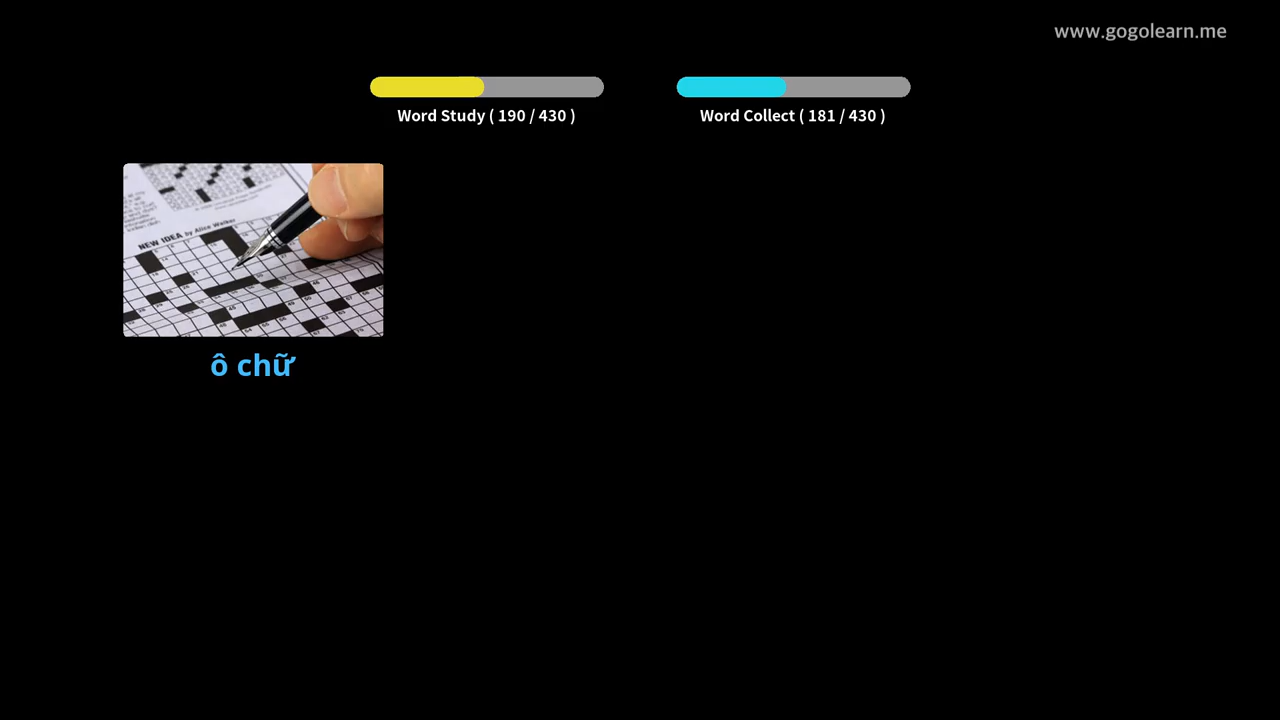 www.gogolearn.me
Word Study ( 190 / 430 )
Word Collect ( 181 / 430 )
NEW IDEA by Alice Walker
ô chữ